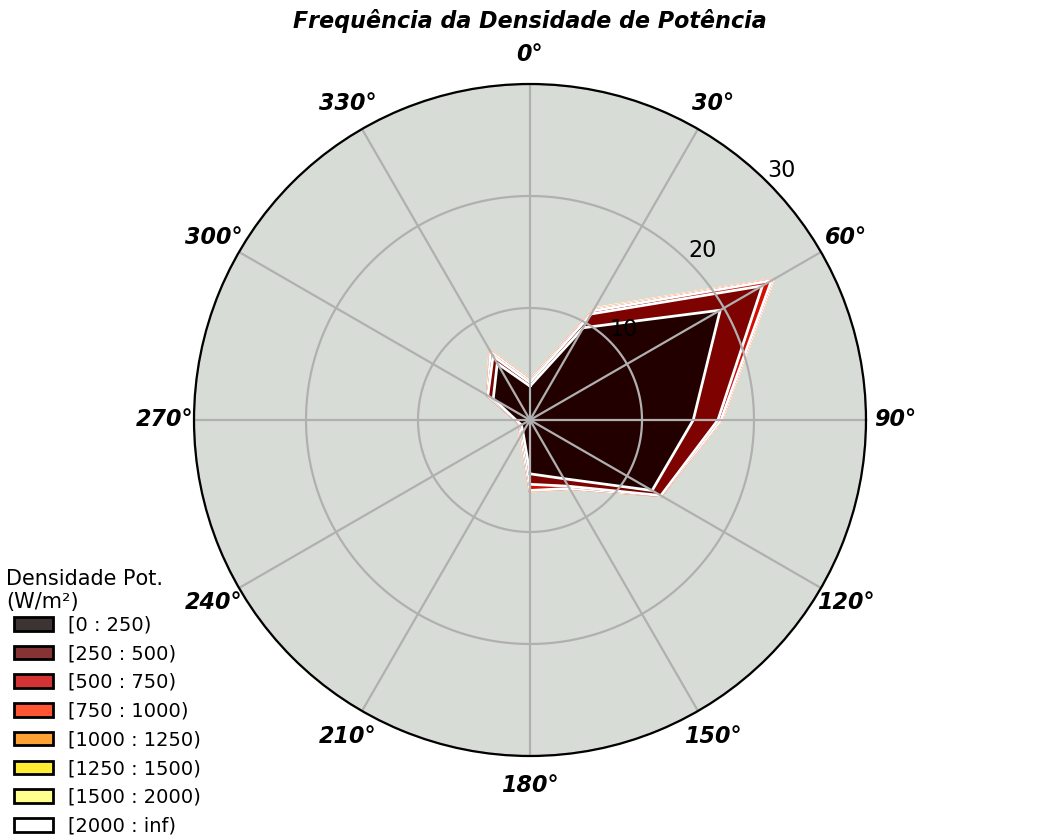 Frequência da Densidade de Potência
0°
330°
30°
30
300°
60°
20
10
270°
90°
240°
120°
210°
150°
180°
Densidade Pot.
(W/m²)
[0 : 250)
[250 : 500)
[500 : 750)
[750 : 1000)
[1000 : 1250)
[1250 : 1500)
[1500 : 2000)
[2000 : inf)